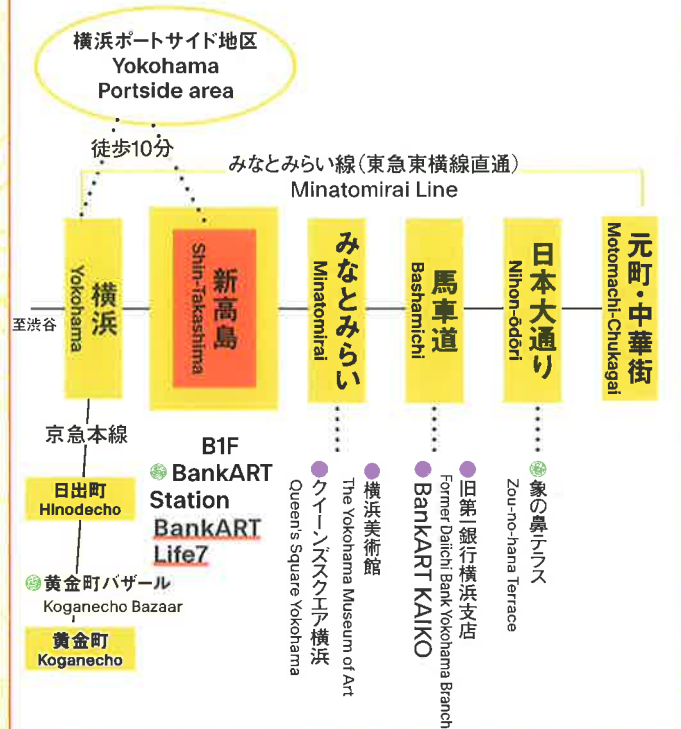 横浜ポートサイド地区
Yokohama
Portside area
徒歩10分
みなとみらい線（東急東横線直通）
Minatomirai Line
至渋谷
横浜
Yokohama
新高島
Shin-Takashima
みなとみらい
Minatomirai
馬車道
Bashamichi
日本大通り
Nihon-ōdōri
元町・中華街
Motomachi-Chukagai
京急本線
日出町
Hinodecho
黄金町バザール
Koganecho Bazaar
黄金町
Koganecho
B1F
BankART
Station
BankART
Life7
クイーンズスクエア横浜
Queen's Square Yokohama
横浜美術館
The Yokohama Museum of Art
BankART KAIKO
旧第一銀行横浜支店
Former Daiichi Bank Yokohama Branch
象の鼻テラス
Zou-no-hana Terrace